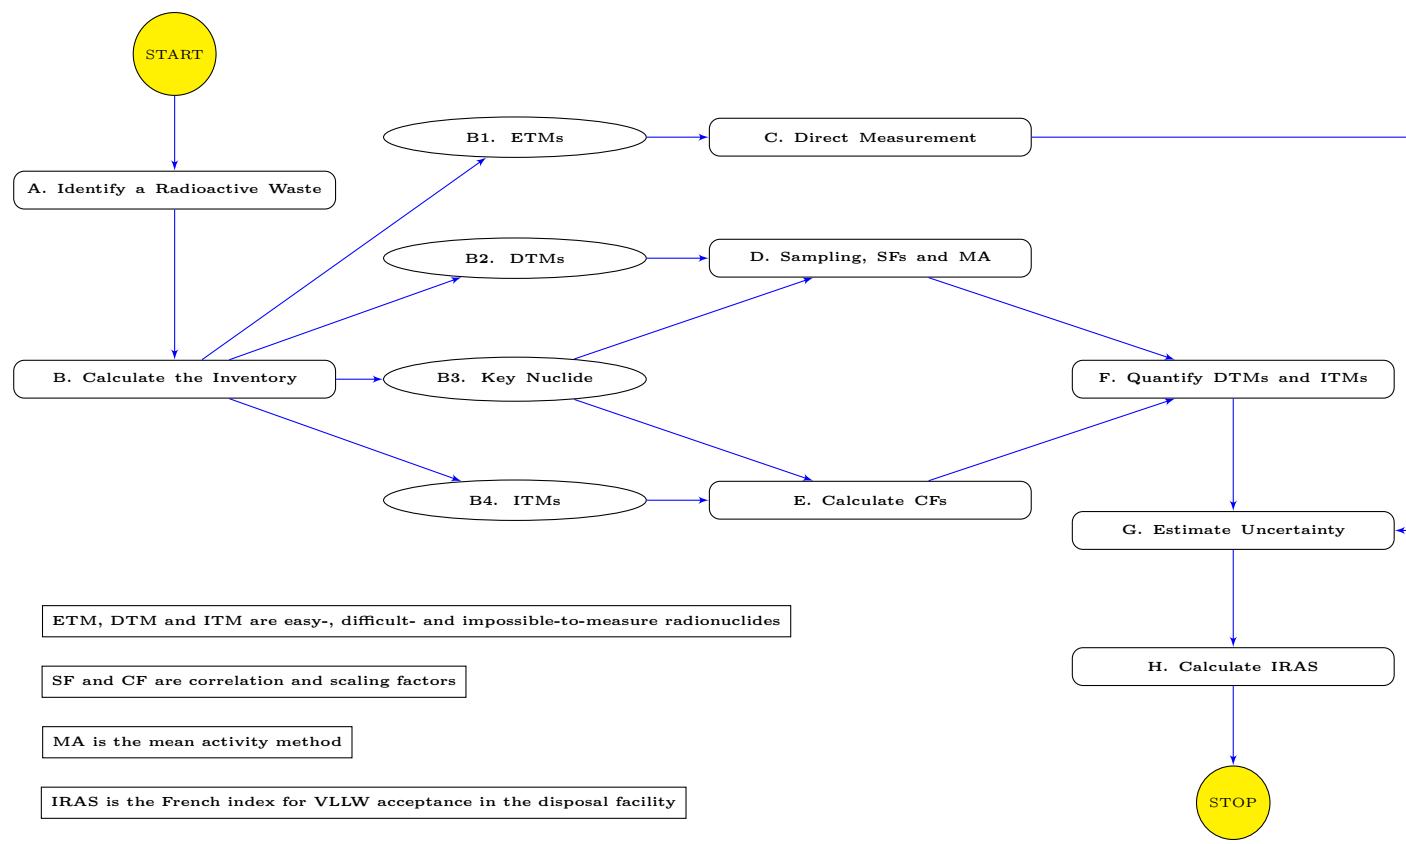 START
A. Identify a Radioactive Waste
B. Calculate the Inventory
B1. ETMs
B2. DTMs
B3. Key Nuclide
B4. ITMs
C. Direct Measurement
D. Sampling, SFs and MA
E. Calculate CFs
F. Quantify DTMs and ITMs
G. Estimate Uncertainty
H. Calculate IRAS
STOP
ETM, DTM and ITM are easy-, difficult- and impossible-to-measure radionuclides
SF and CF are correlation and scaling factors
MA is the mean activity method
IRAS is the French index for VLLW acceptance in the disposal facility